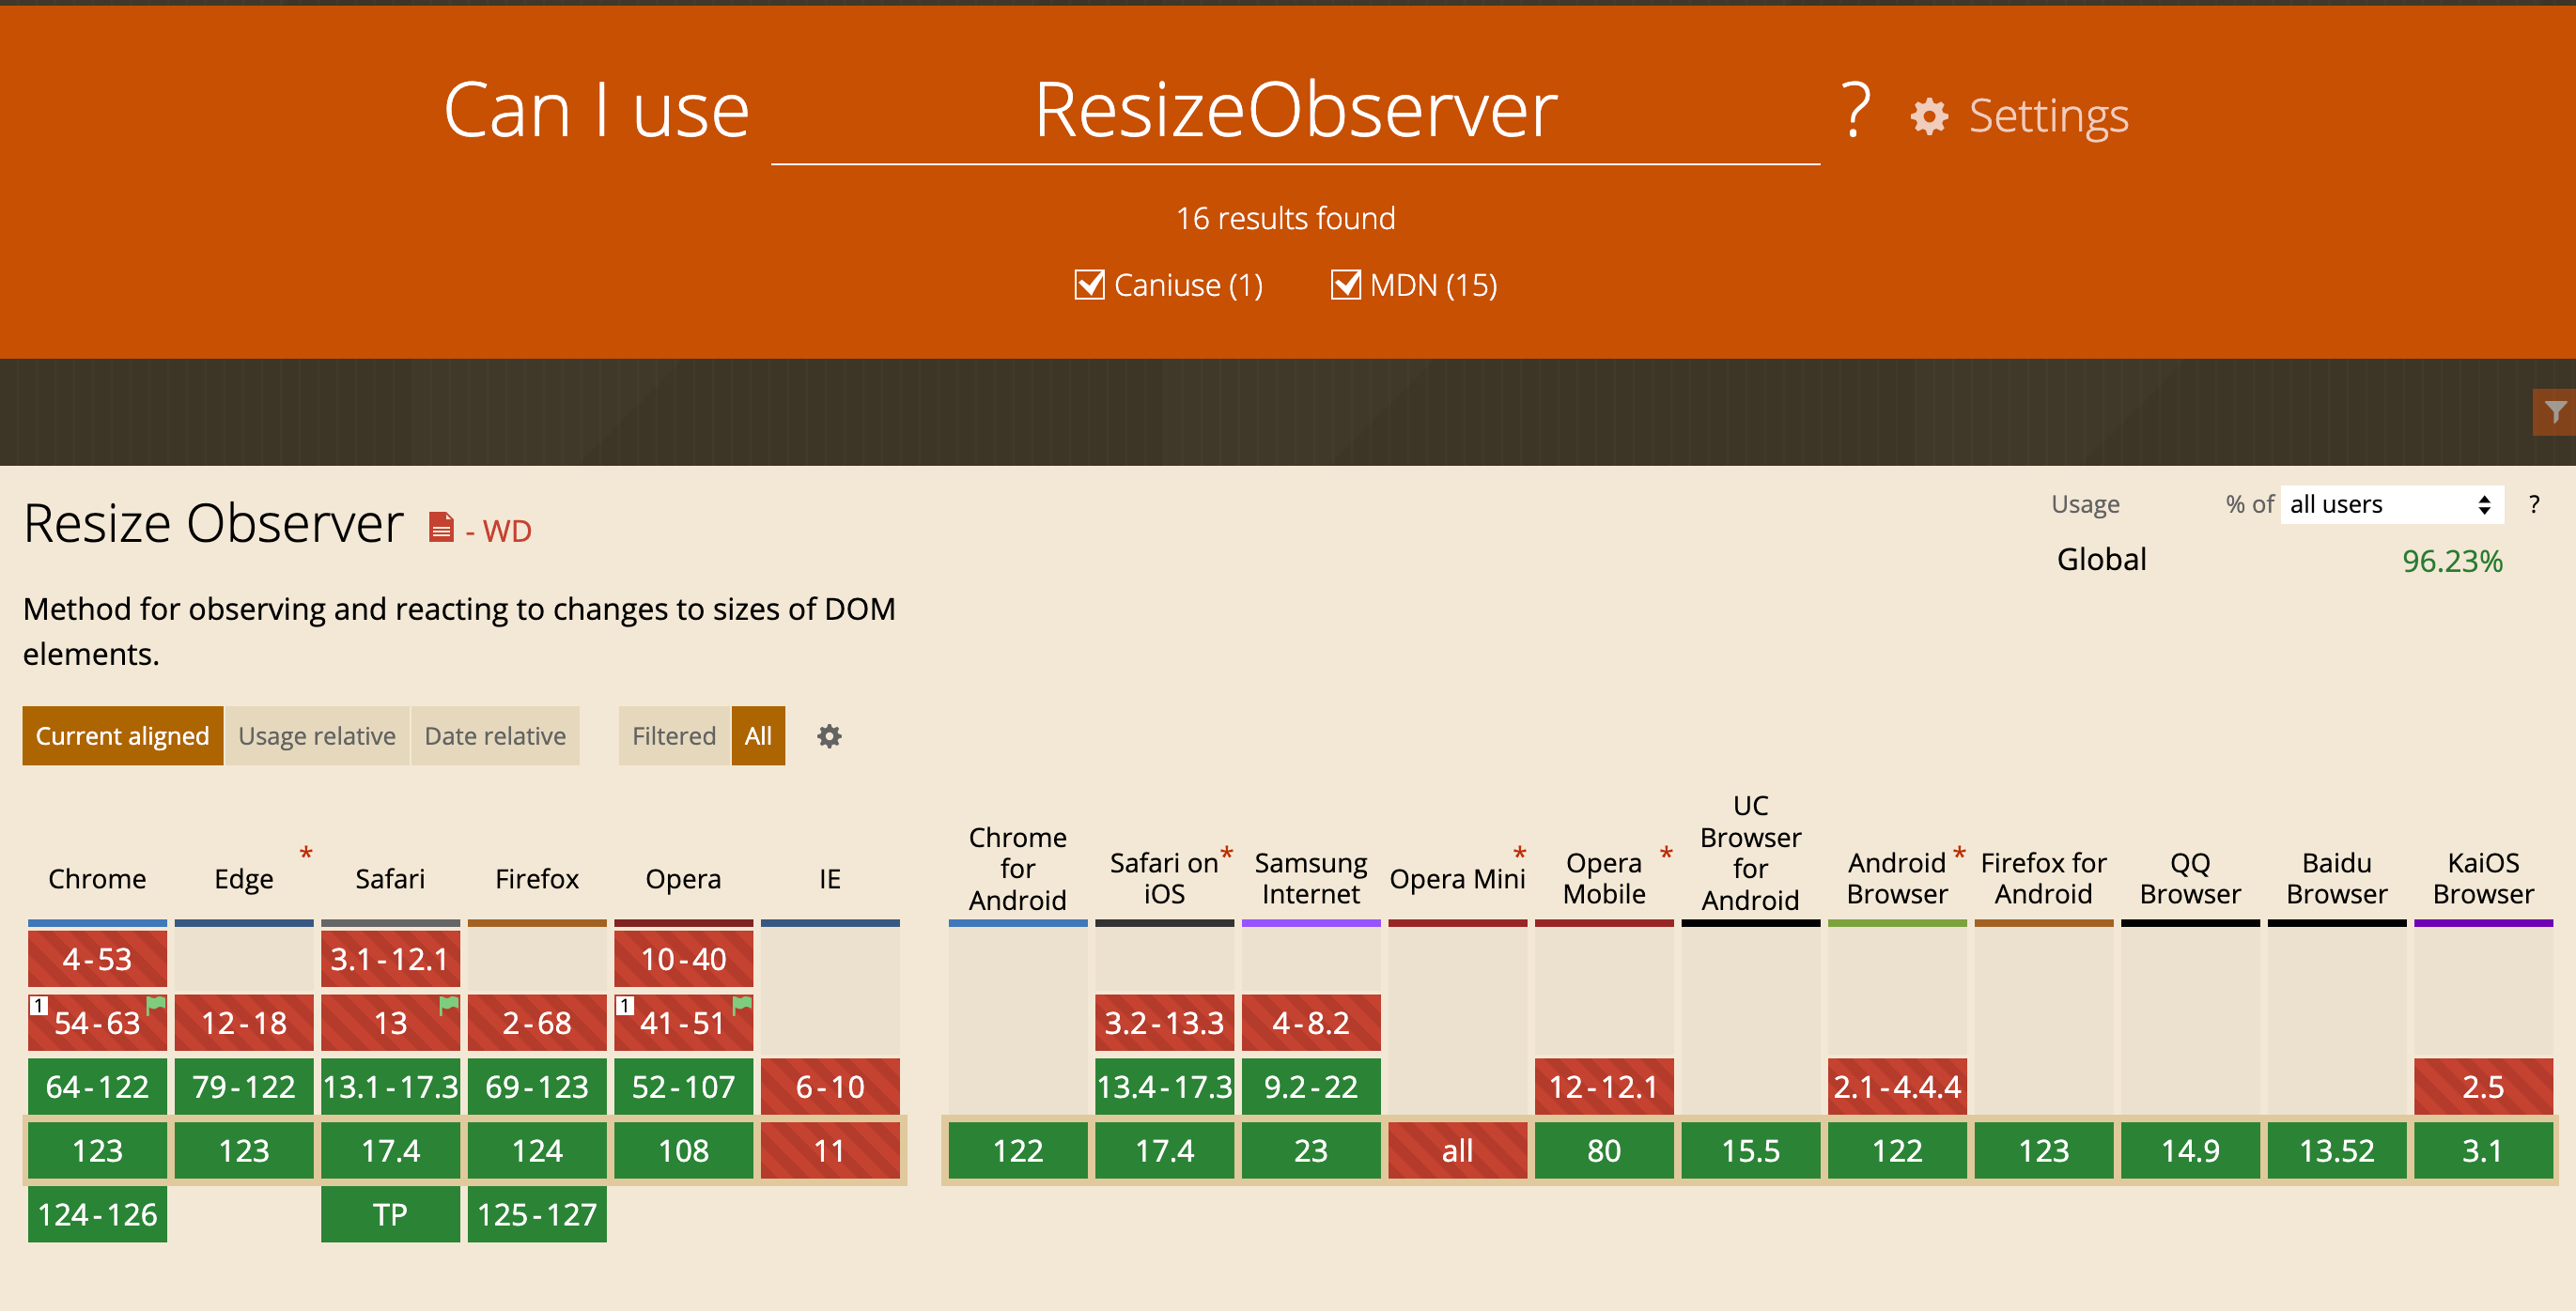 Can I use ResizeObserver ? Settings
16 results found
Caniuse (1) MDN (15)
Resize Observer - WD
Usage % of all users ?
Global 96.23%
Method for observing and reacting to changes to sizes of DOM
elements.
Current aligned Usage relative Date relative Filtered All
Chrome
Edge *
Safari
Firefox
Opera
IE
Chrome
for
Android
Safari on *
iOS
Samsung
Internet
Opera Mini *
Opera *
Mobile
UC
Browser
for
Android
Android *
Browser
Firefox for
Android
QQ
Browser
Baidu
Browser
KaiOS
Browser
4-53 3.1-12.1 10-40
1 54-63 12-18 13 2-68 1 41-51 3.2-13.3 4-8.2
64-122 79-122 13.1-17.3 69-123 52-107 6-10 13.4-17.3 9.2-22 12-12.1 2.1-4.4.4 2.5
123 123 17.4 124 108 11 122 17.4 23 all 80 15.5 122 123 14.9 13.52 3.1
124-126 TP 125-127